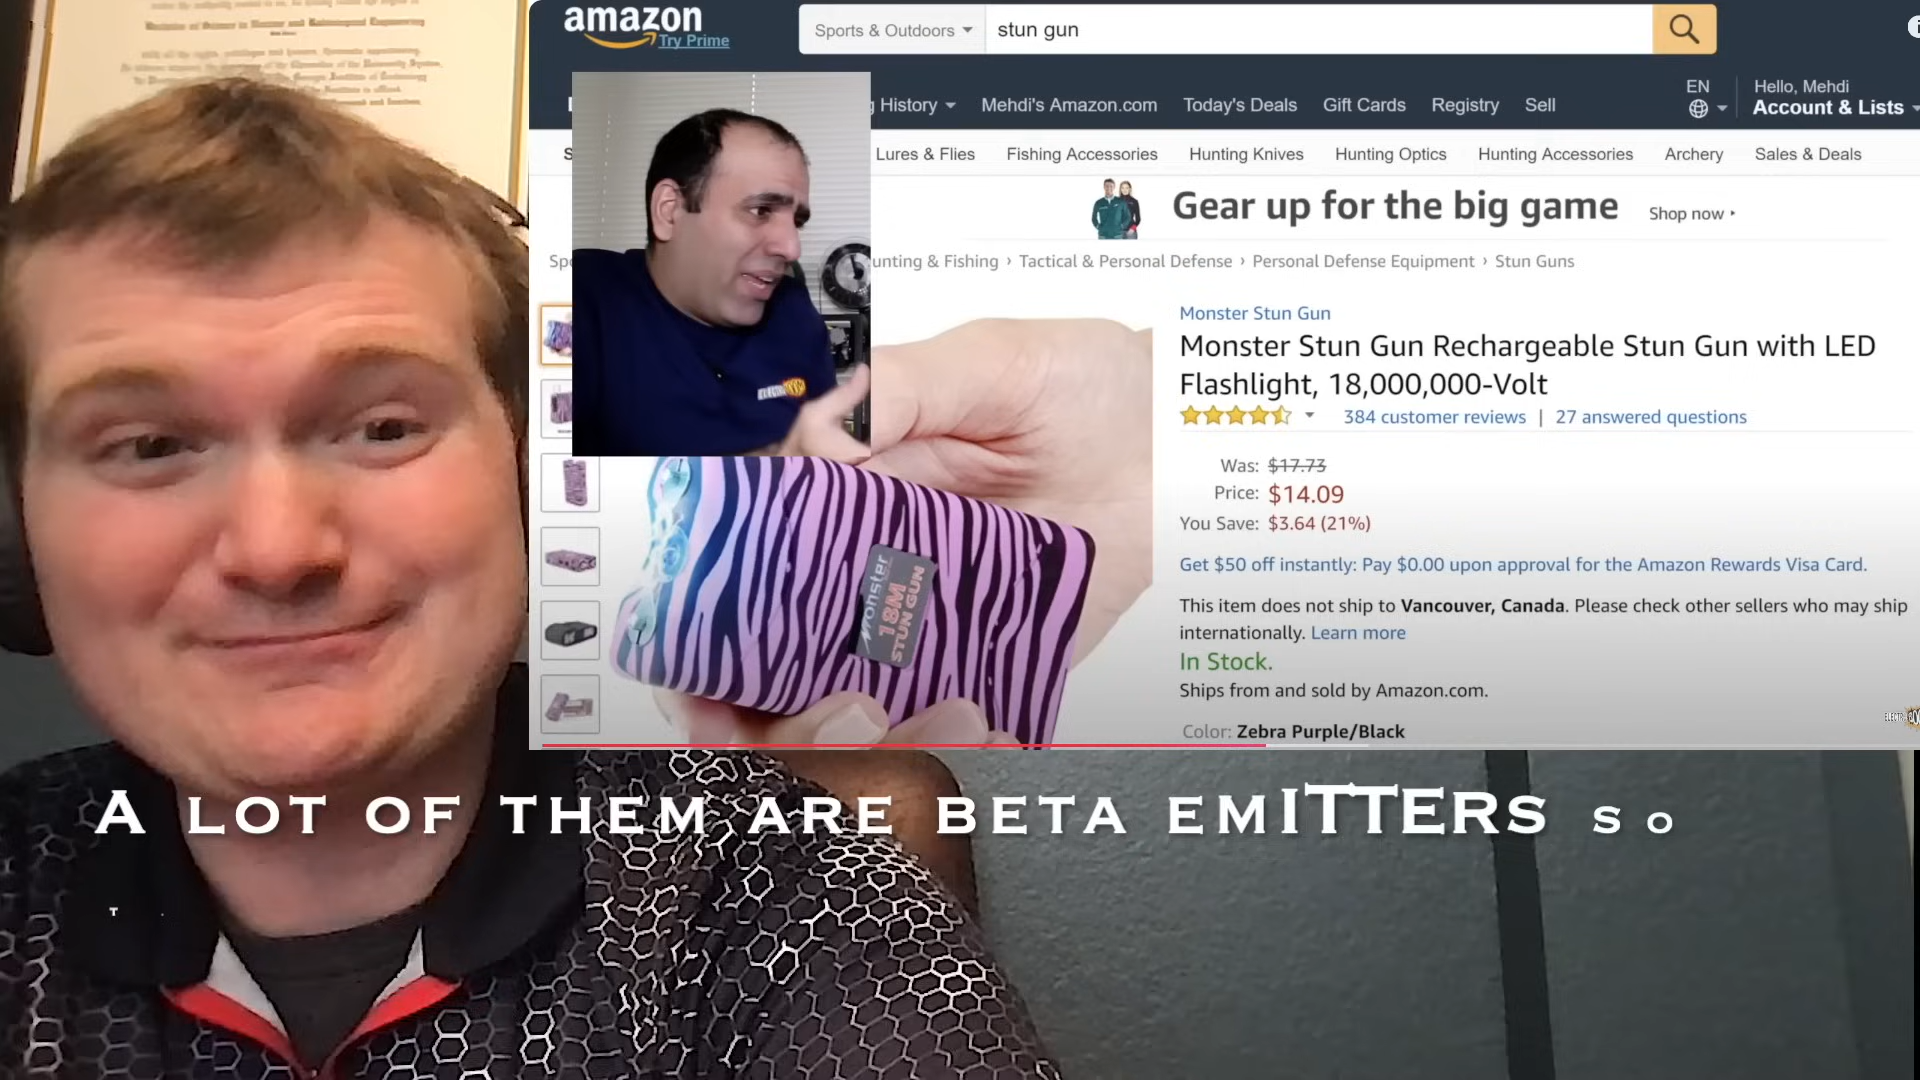 amazon
Try Prime
Sports & Outdoors
stun gun
History
Mehdi's Amazon.com
Today's Deals
Gift Cards
Registry
Sell
EN
Hello, Mehdi
Account & Lists
Lures & Flies
Fishing Accessories
Hunting Knives
Hunting Optics
Hunting Accessories
Archery
Sales & Deals
Gear up for the big game
Shop now
unting & Fishing › Tactical & Personal Defense › Personal Defense Equipment › Stun Guns
Monster Stun Gun
Monster Stun Gun Rechargeable Stun Gun with LED
Flashlight, 18,000,000-Volt
384 customer reviews | 27 answered questions
Was: $17.73
Price: $14.09
You Save: $3.64 (21%)
Get $50 off instantly: Pay $0.00 upon approval for the Amazon Rewards Visa Card.
This item does not ship to Vancouver, Canada. Please check other sellers who may ship
internationally. Learn more
In Stock.
Ships from and sold by Amazon.com.
Color: Zebra Purple/Black
Monster
18M
STUN GUN
A LOT OF THEM ARE BETA EMITTERS SO
T